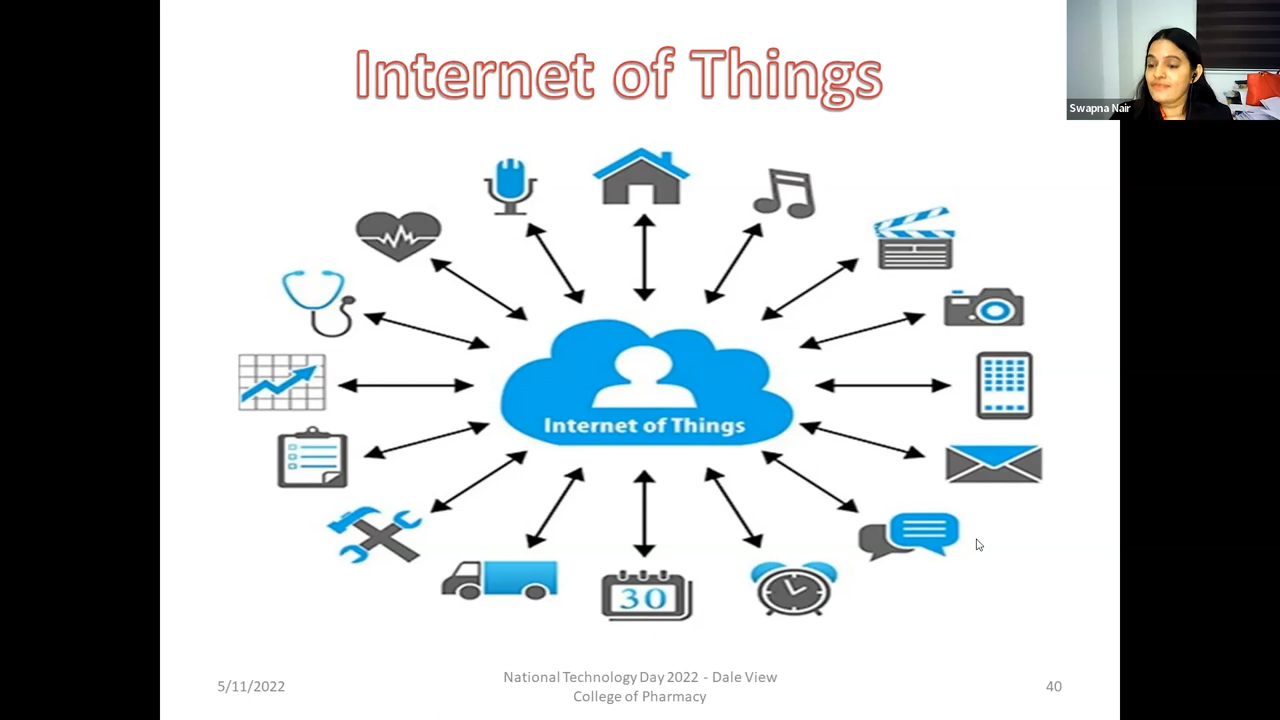 Internet of Things
Swapna Nair
Internet of Things
30
5/11/2022
National Technology Day 2022 - Dale View
College of Pharmacy
40